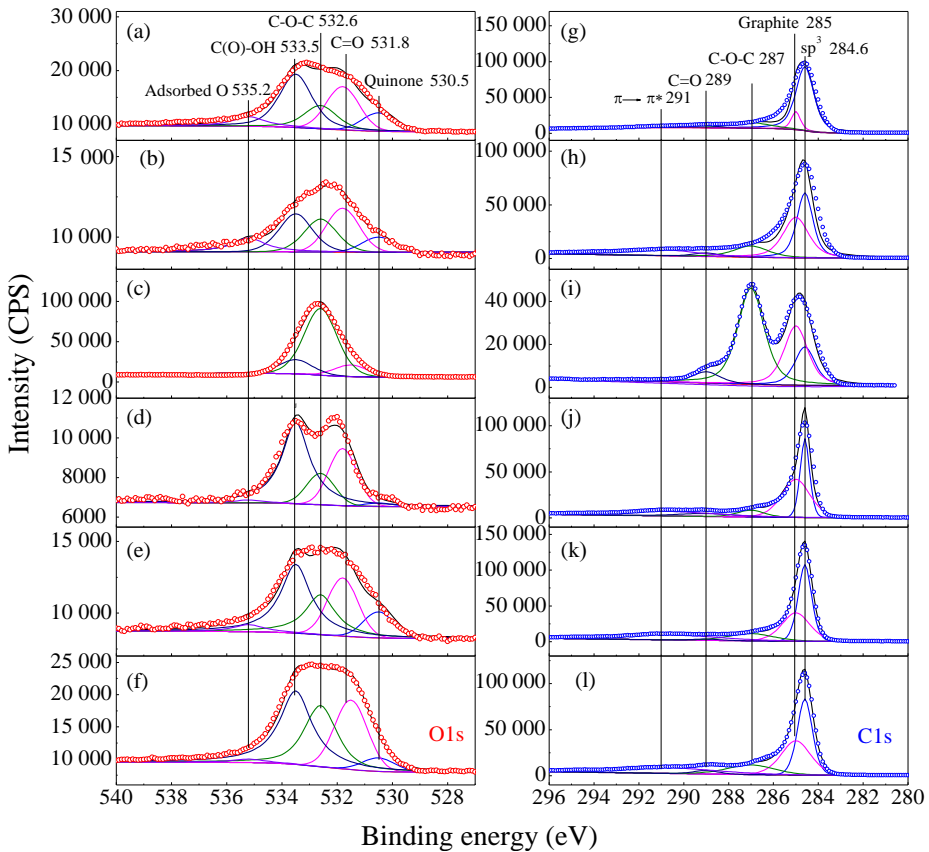 (a)
C-O-C 532.6
C(O)-OH 533.5
C=O 531.8
Adsorbed O 535.2
Quinone 530.5
20 000
10 000
(b)
15 000
10 000
(c)
100 000
50 000
0
(d)
12 000
10 000
8000
6000
(e)
15 000
10 000
(f)
25 000
20 000
15 000
10 000
O1s
540 538 536 534 532 530 528
Intensity (CPS)
(g)
Graphite 285
sp3 284.6
C-O-C 287
C=O 289
π→ π* 291
150 000
100 000
50 000
0
(h)
100 000
50 000
0
(i)
40 000
20 000
0
(j)
100 000
50 000
0
(k)
150 000
100 000
50 000
0
(l)
100 000
50 000
0
C1s
296 294 292 290 288 286 284 282 280
Binding energy (eV)